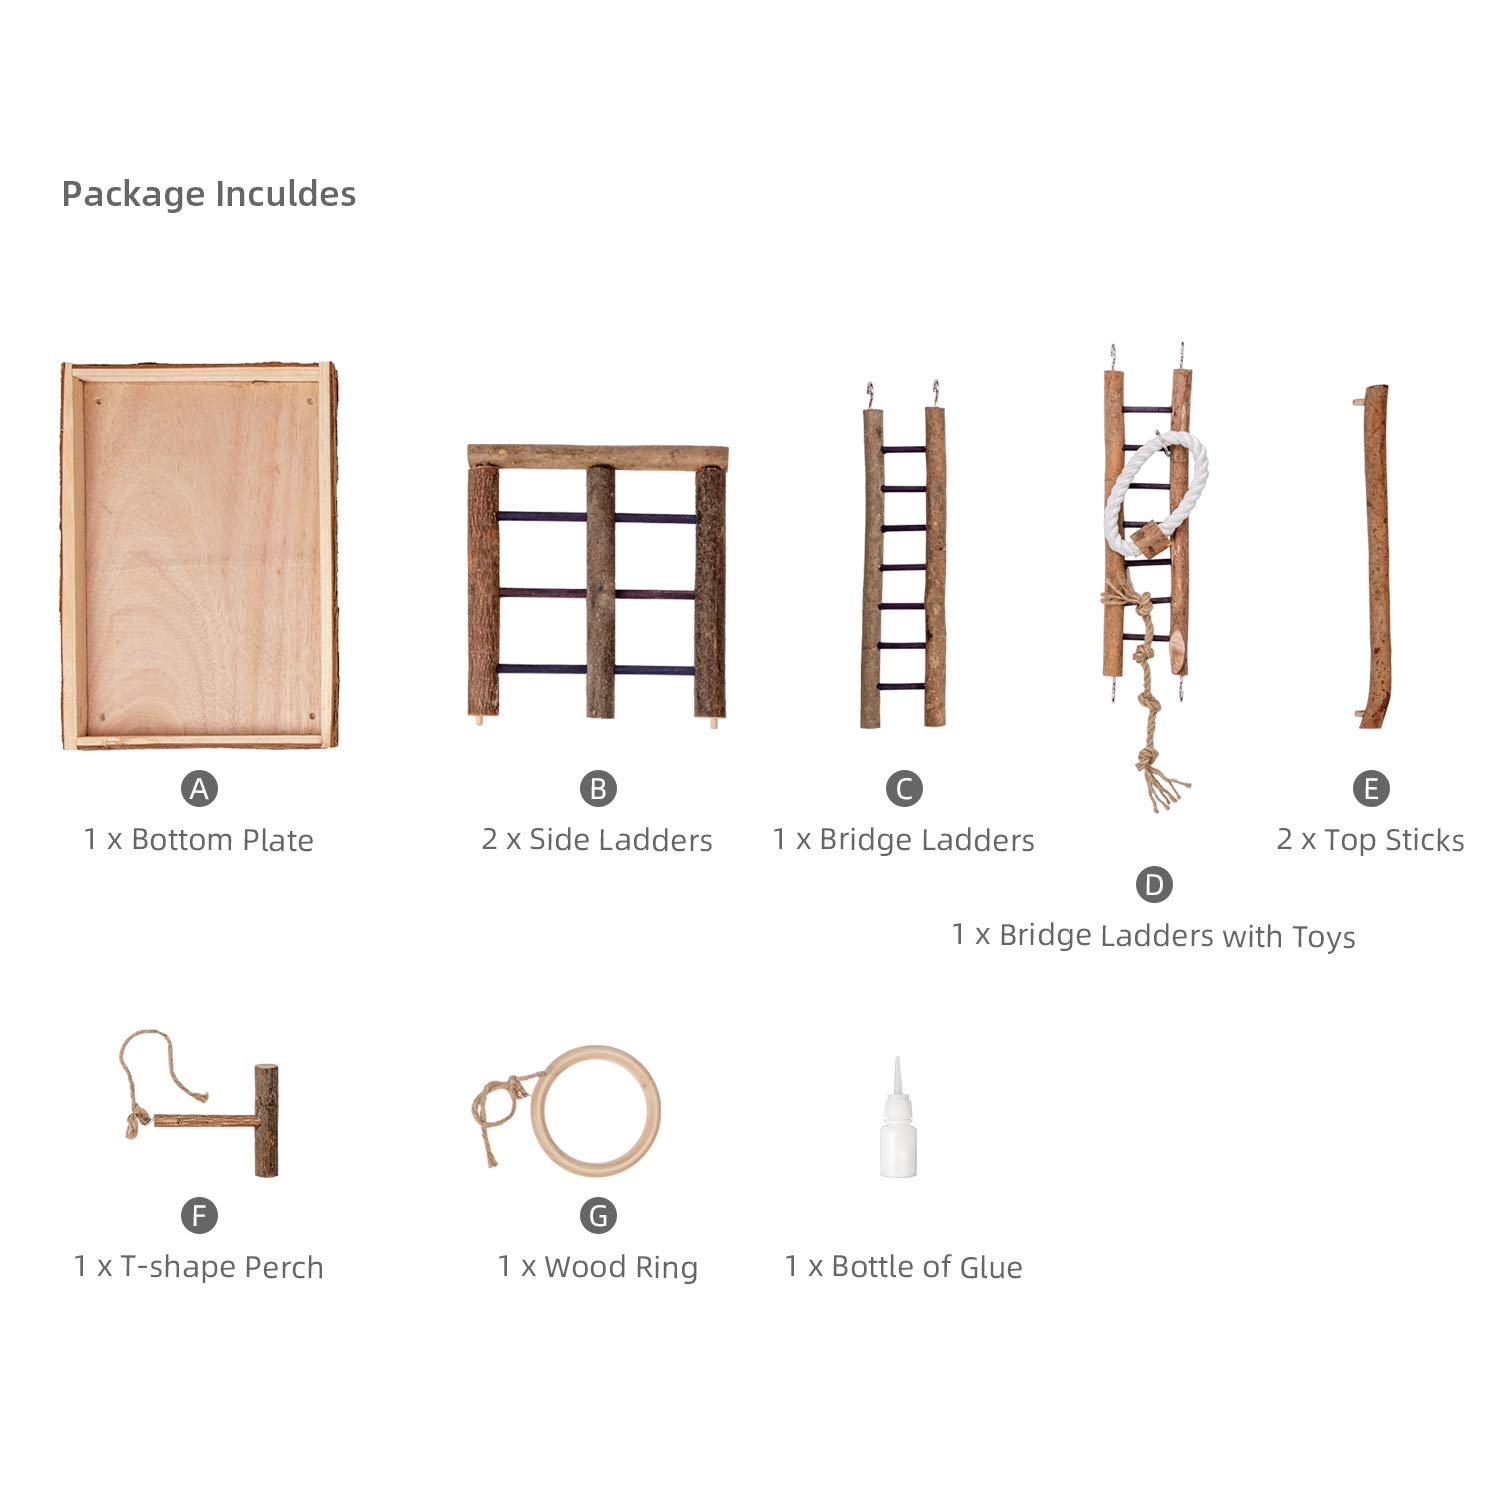 Package Inculdes
A
B
C
E
1 x Bottom Plate
2 x Side Ladders
1 x Bridge Ladders
2 x Top Sticks
D
1 x Bridge Ladders with Toys
F
G
1 x T-shape Perch
1 x Wood Ring
1 x Bottle of Glue